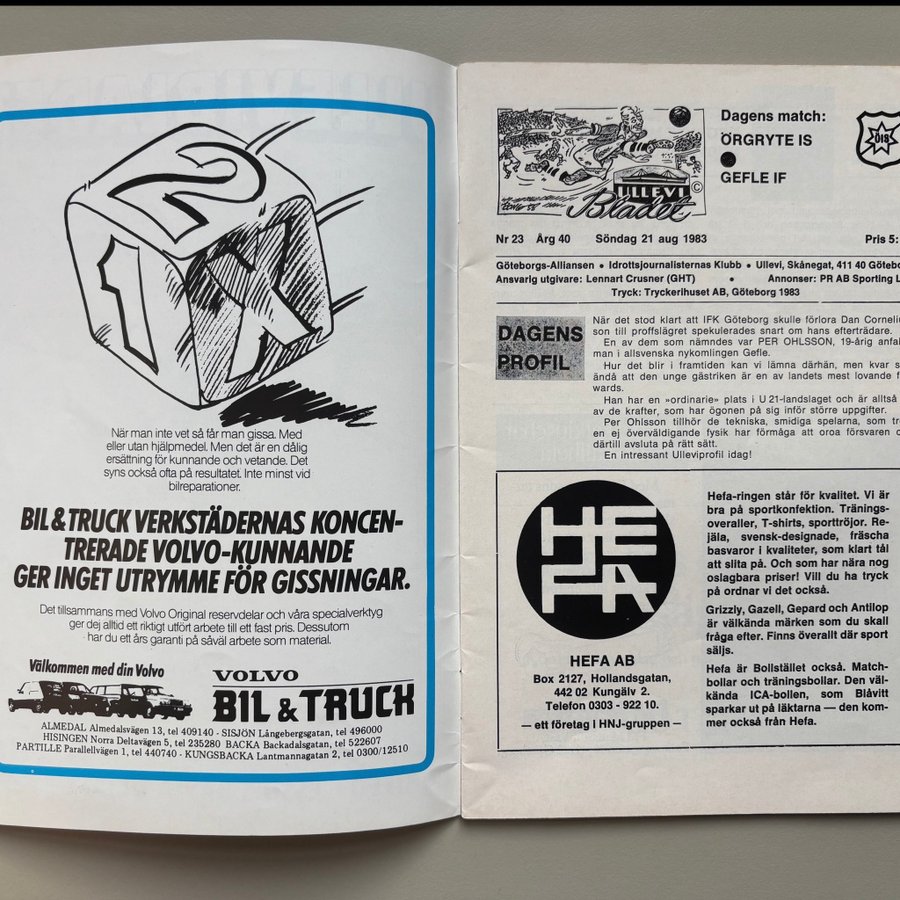 2
1 X
När man inte vet så får man gissa. Med
eller utan hjälpmedel. Men det är en dålig
ersättning för kunnande och vetande. Det
syns också ofta på resultatet. Inte minst vid
bilreparationer.
BIL & TRUCK VERKSTÄDERNAS KONCEN-
TRERADE VOLVO-KUNNANDE
GER INGET UTRYMME FÖR GISSNINGAR.
Det tillsammans med Volvo Original reservdelar och våra specialverktyg
ger dej alltid ett riktigt utfört arbete till ett fast pris. Dessutom
har du ett års garanti på såväl arbete som material.
Välkommen med din Volvo
VOLVO
BIL & TRUCK
ALMEDAL Almedalsvägen 13, tel 409140 - SISJÖN Långebergsgatan, tel 496000
HISINGEN Norra Deltavägen 5, tel 235280 BACKA Backadalsgatan, tel 522607
PARTILLE Parallellvägen 1, tel 440740 - KUNGSBACKA Lantmannagatan 2, tel 0300/12510
ULLEVI
Bladet ©
Dagens match:
ÖRGRYTE IS
●
GEFLE IF
ÖIS
Nr 23 Årg 40 Söndag 21 aug 1983 Pris 5:
Göteborgs-Alliansen • Idrottsjournalisternas Klubb • Ullevi, Skånegat, 411 40 Götebo
Ansvarig utgivare: Lennart Crusner (GHT) • Annonser: PR AB Sporting L
Tryck: Tryckerihuset AB, Göteborg 1983
DAGENS
PROFIL
När det stod klart att IFK Göteborg skulle förlora Dan Corneliu
son till proffslägret spekulerades snart om hans efterträdare.
En av dem som nämndes var PER OHLSSON, 19-årig anfal
man i allsvenska nykomlingen Gefle.
Hur det blir i framtiden kan vi lämna därhän, men kvar s
ändå att den unge gästriken är en av landets mest lovande f
wards.
Han har en »ordinarie» plats i U 21-landslaget och är alltså
av de krafter, som har ögonen på sig inför större uppgifter.
Per Ohlsson tillhör de tekniska, smidiga spelarna, som tr
en ej överväldigande fysik har förmåga att oroa försvaren o
därtill avsluta på rätt sätt.
En intressant Ulleviprofil idag!
HEFA
HEFA AB
Box 2127, Hollandsgatan,
442 02 Kungälv 2.
Telefon 0303 - 922 10.
— ett företag i HNJ-gruppen —
Hefa-ringen står för kvalitet. Vi är
bra på sportkonfektion. Tränings-
overaller, T-shirts, sporttröjor. Re-
jäla, svensk-designade, fräscha
basvaror i kvaliteter, som klart tål
att slita på. Och som har nära nog
oslagbara priser! Vill du ha tryck
på ordnar vi det också.
Grizzly, Gazell, Gepard och Antilop
är välkända märken som du skall
fråga efter. Finns överallt där sport
säljs.
Hefa är Bollstället också. Match-
bollar och träningsbollar. Den väl-
kända ICA-bollen, som Blåvitt
sparkar ut på läktarna — den kom-
mer också från Hefa.